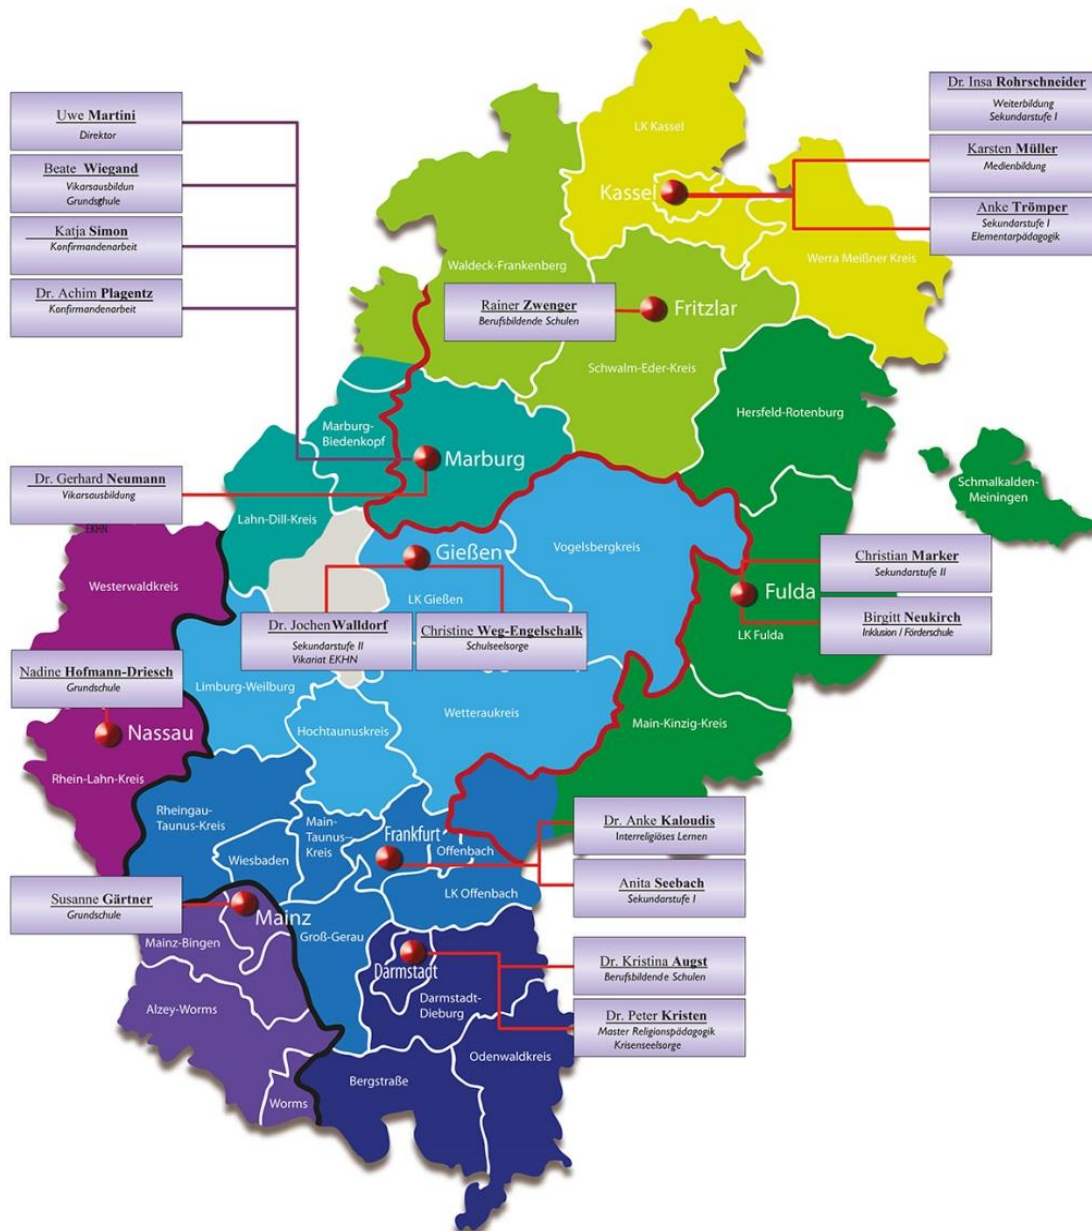 Uwe Martini
Direktor
Beate Wiegand
Vikarsausbildun
Grundsghule
Katja Simon
Konfirmandenarbeit
Dr. Achim Plagentz
Konfirmandenarbeit
Dr. Insa Rohrschneider
Weiterbildung
Sekundarstufe I
Karsten Müller
Medienbildung
Anke Trömper
Sekundarstufe I
Elementarpädagogik
LK Kassel
Kassel
Werra Meißner Kreis
Waldeck-Frankenberg
Rainer Zwenger
Berufsbildende Schulen
Fritzlar
Schwalm-Eder-Kreis
Hersfeld-Rotenburg
Marburg-
Biedenkopf
Marburg
Dr. Gerhard Neumann
Vikarsausbildung
Schmalkalden-
Meiningen
EKHN
Lahn-Dill-Kreis
Gießen
Vogelsbergkreis
Westerwaldkreis
LK Gießen
Christian Marker
Sekundarstufe II
Fulda
LK Fulda
Birgitt Neukirch
Inklusion / Förderschule
Dr. Jochen Walldorf
Sekundarstufe II
Vikariat EKHN
Christine Weg-Engelschalk
Schulseelsorge
Nadine Hofmann-Driesch
Grundschule
Limburg-Weilburg
Wetteraukreis
Main-Kinzig-Kreis
Nassau
Hochtaunuskreis
Rhein-Lahn-Kreis
Rheingau-
Taunus-Kreis
Main-
Taunus--
Kreis
Frankfurt
Offenbach
Dr. Anke Kaloudis
Interreligiöses Lernen
Wiesbaden
LK Offenbach
Anita Seebach
Sekundarstufe I
Susanne Gärtner
Grundschule
Mainz
Mainz-Bingen
Groß-Gerau
Darmstadt
Dr. Kristina Augst
Berufsbildende Schulen
Alzey-Worms
Darmstadt-
Dieburg
Dr. Peter Kristen
Master Religionspädagogik
Krisenseelsorge
Odenwaldkreis
Bergstraße
Worms